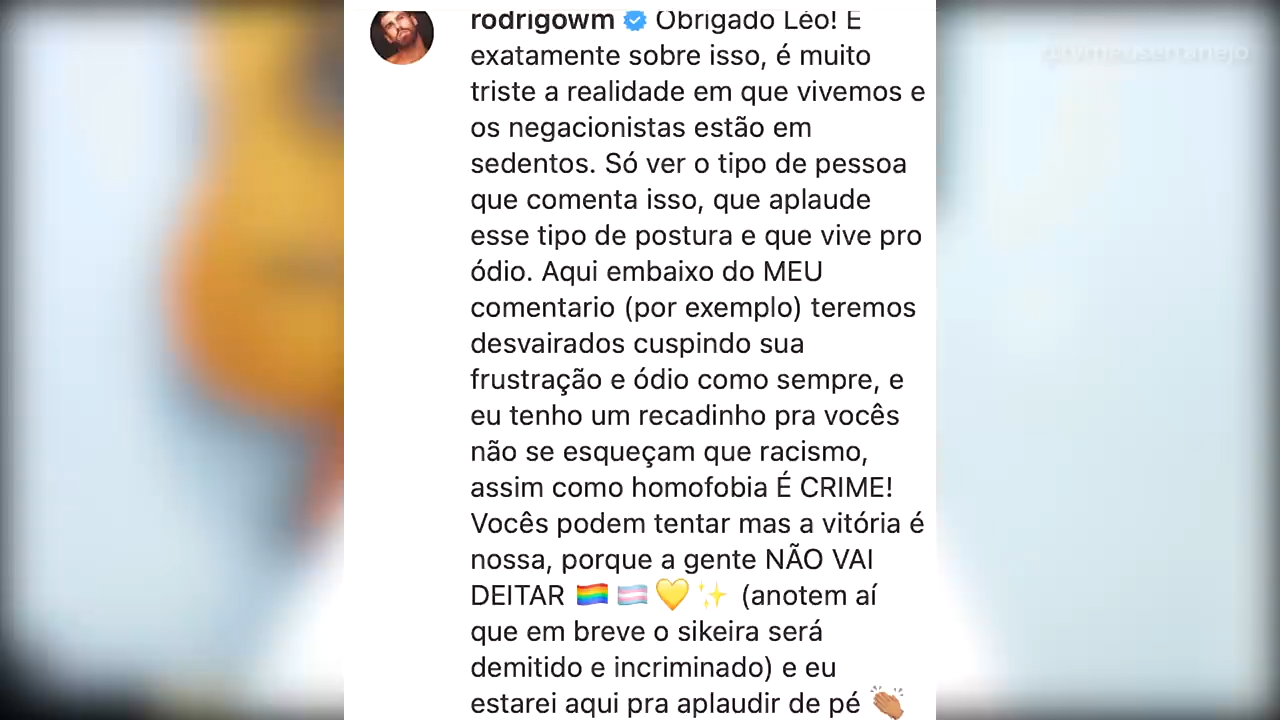 rodrigowm Obrigado Léo! E
exatamente sobre isso, é muito
triste a realidade em que vivemos e
os negacionistas estão em
sedentos. Só ver o tipo de pessoa
que comenta isso, que aplaude
esse tipo de postura e que vive pro
ódio. Aqui embaixo do MEU
comentario (por exemplo) teremos
desvairados cuspindo sua
frustração e ódio como sempre, e
eu tenho um recadinho pra vocês
não se esqueçam que racismo,
assim como homofobia É CRIME!
Vocês podem tentar mas a vitória é
nossa, porque a gente NÃO VAI
DEITAR 🏳️‍🌈 🏳️‍⚧️ 💛 ✨ (anotem aí
que em breve o sikeira será
demitido e incriminado) e eu
estarei aqui pra aplaudir de pé 👏🏽